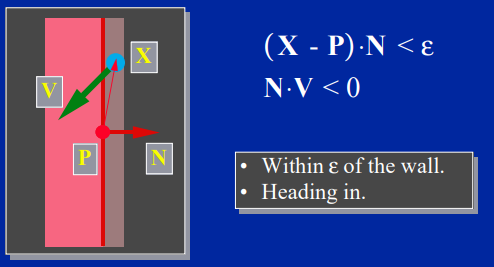 X
V
P
N
(X - P)·N < ε
N·V < 0
• Within ε of the wall.
• Heading in.